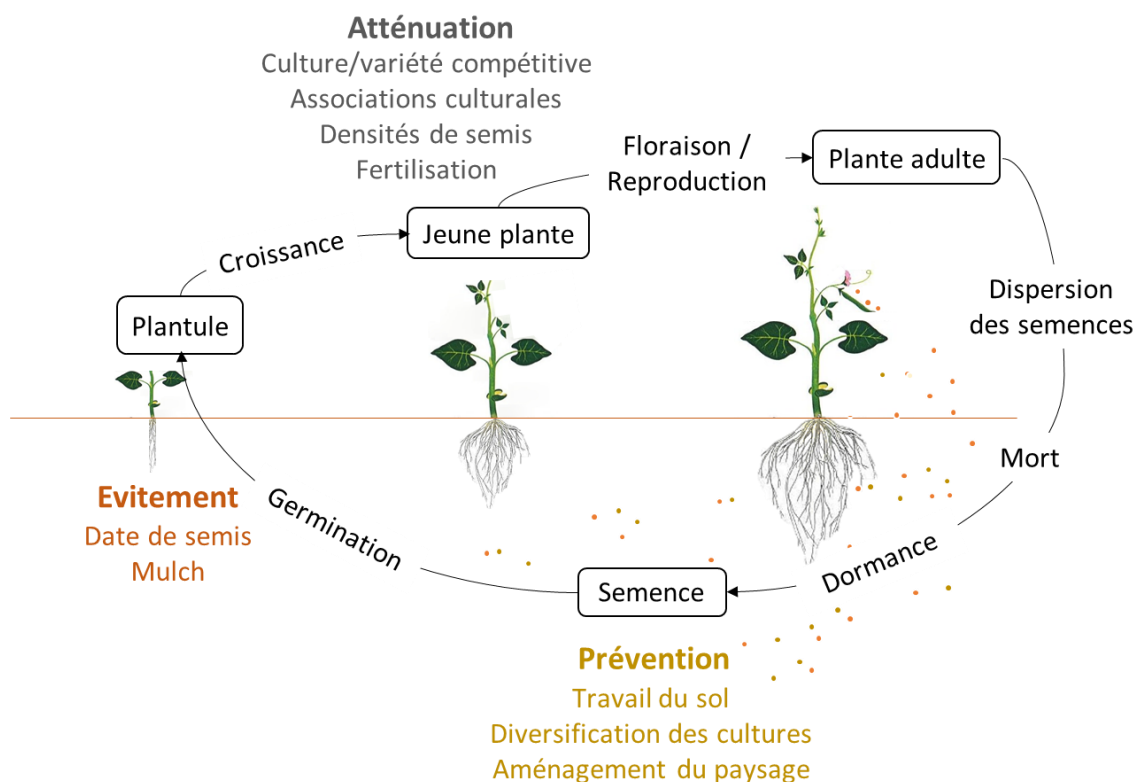 Atténuation
Culture/variété compétitive
Associations culturales
Densités de semis
Fertilisation
Floraison /
Reproduction
Plante adulte
Croissance
Jeune plante
Plantule
Dispersion
des semences
Mort
Evitement
Date de semis
Mulch
Germination
Dormance
Semence
Prévention
Travail du sol
Diversification des cultures
Aménagement du paysage